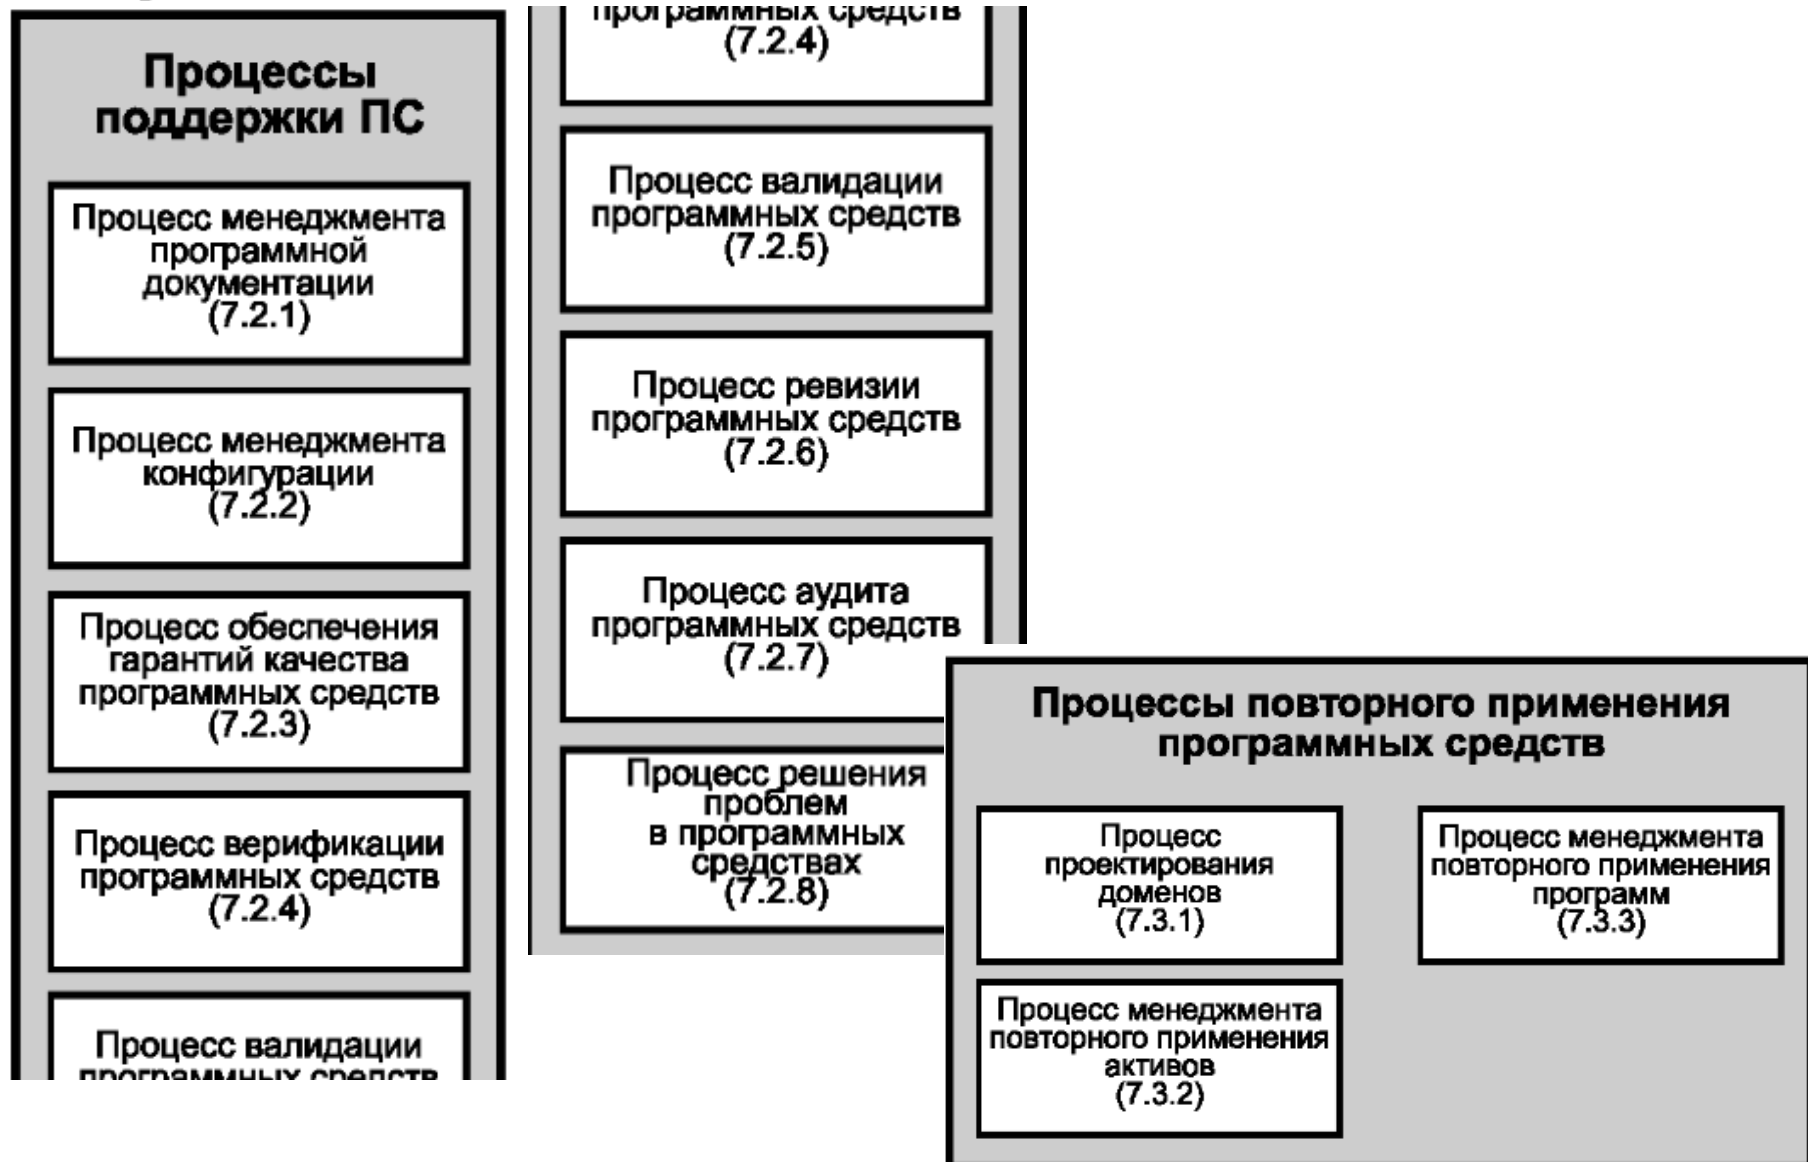 Процессы
поддержки ПС
Процесс менеджмента
программной
документации
(7.2.1)
Процесс менеджмента
конфигурации
(7.2.2)
Процесс обеспечения
гарантий качества
программных средств
(7.2.3)
Процесс верификации
программных средств
(7.2.4)
Процесс валидации
программных средств
программных средств
(7.2.4)
Процесс валидации
программных средств
(7.2.5)
Процесс ревизии
программных средств
(7.2.6)
Процесс аудита
программных средств
(7.2.7)
Процесс решения
проблем
в программных
средствах
(7.2.8)
Процессы повторного применения
программных средств
Процесс
проектирования
доменов
(7.3.1)
Процесс менеджмента
повторного применения
программ
(7.3.3)
Процесс менеджмента
повторного применения
активов
(7.3.2)